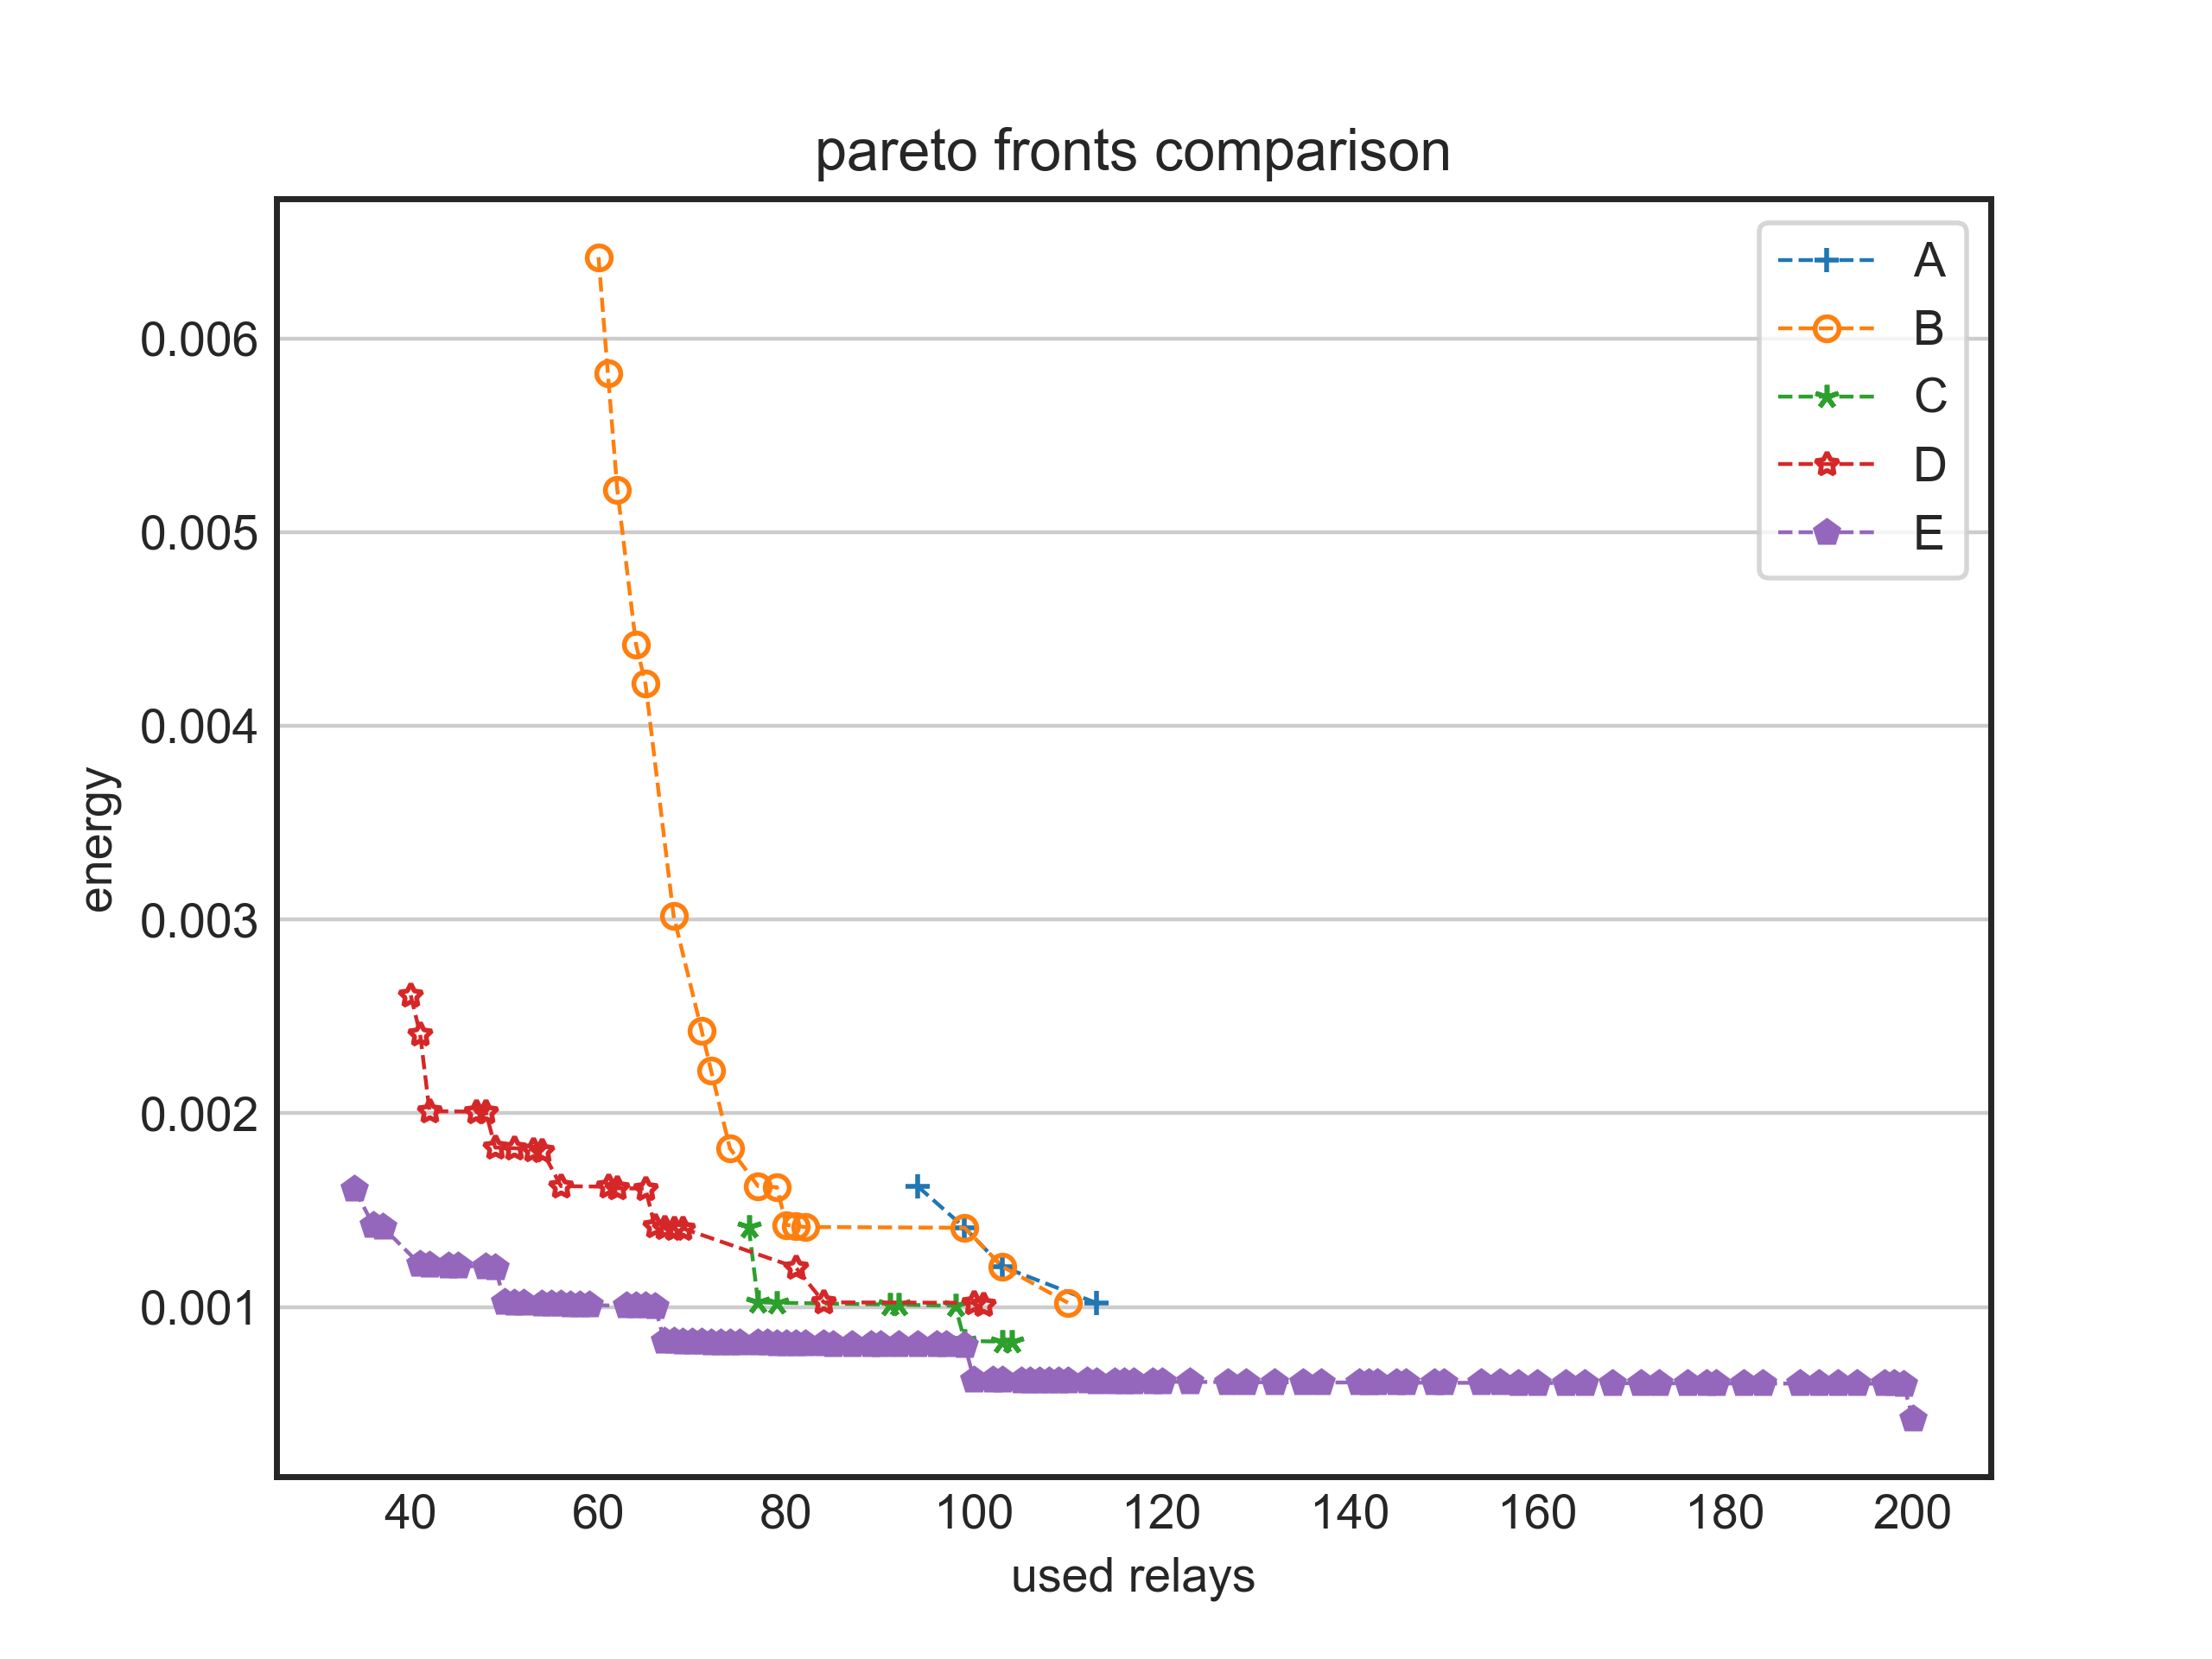 pareto fronts comparison
A
B
C
D
E
0.006
0.005
0.004
0.003
0.002
0.001
energy
40 60 80 100 120 140 160 180 200
used relays